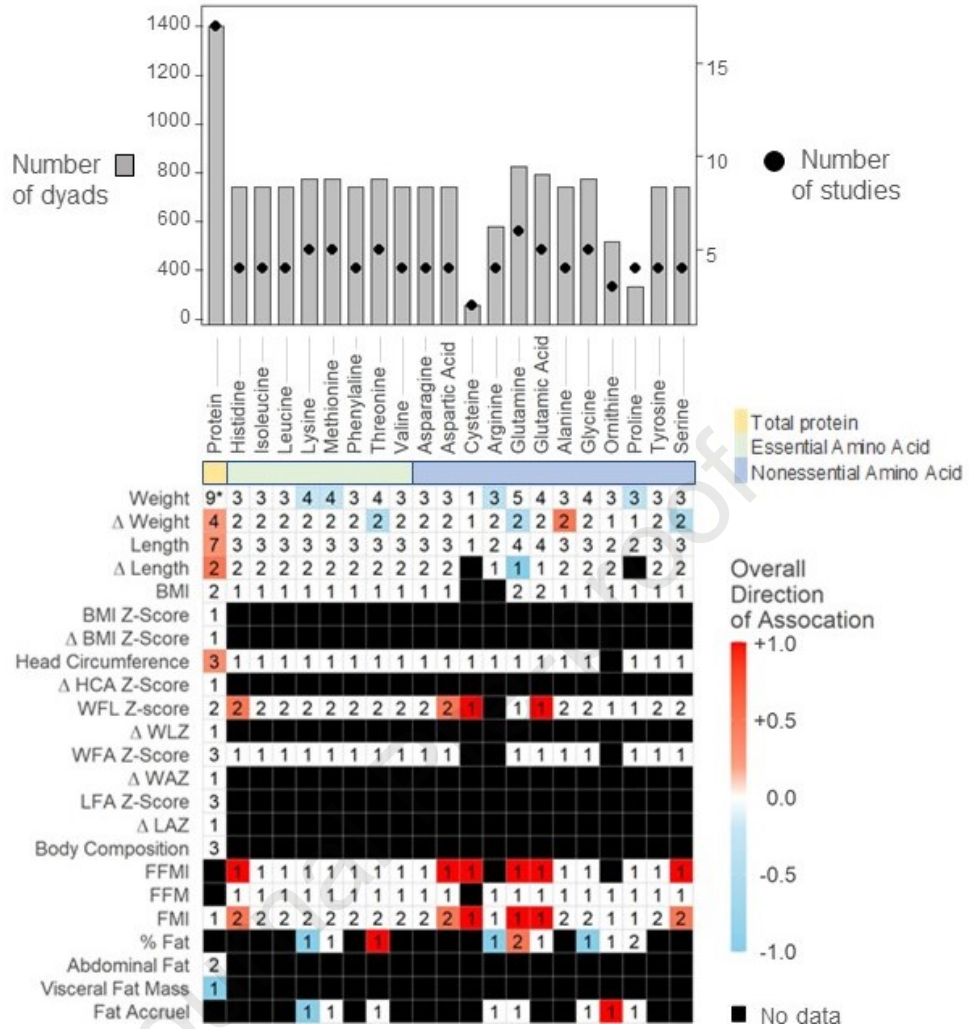 1400
1200
1000
800
600
400
0
15
10
5
Number
of dyads
Number
of studies
Protein
Histidine
Isoleucine
Leucine
Lysine
Methionine
Phenylaline
Threonine
Valine
Asparagine
Aspartic Acid
Cysteine
Arginine
Glutamine
Glutamic Acid
Alanine
Glycine
Ornithine
Proline
Tyrosine
Serine
Total protein
Essential Amino Acid
Nonessential Amino Acid
Weight 9* 3 3 3 4 4 3 4 3 3 3 1 3 5 4 3 4 3 3 3 3
Δ Weight 4 2 2 2 2 2 2 2 2 2 2 1 2 2 2 2 2 1 1 2 2
Length 7 3 3 3 3 3 3 3 3 3 3 1 2 4 4 3 3 2 2 3 3
Δ Length 2 2 2 2 2 2 2 2 2 2 2 1 1 1 2 2 2 2 2
BMI 2 1 1 1 1 1 1 1 1 1 1 2 2 1 1 1 1 1 1
BMI Z-Score 1
Δ BMI Z-Score 1
Head Circumference 3 1 1 1 1 1 1 1 1 1 1 1 1 1 1 1 1 1 1 1
Δ HCA Z-Score 1
WFL Z-score 2 2 2 2 2 2 2 2 2 2 2 1 1 1 2 2 1 1 2 2
Δ WLZ 1
WFA Z-Score 3 1 1 1 1 1 1 1 1 1 1 1 1 1 1 1 1 1
Δ WAZ 1
LFA Z-Score 3
Δ LAZ 1
Body Composition 3
FFMI 1 1 1 1 1 1 1 1 1 1 1 1 1 1 1 1 1 1
FFM 1 1 1 1 1 1 1 1 1 1 1 1 1 1 1 1 1 1 1
FMI 1 2 2 2 2 2 2 2 2 2 2 1 1 1 1 2 2 1 1 2 2
% Fat 1 1 1 1 2 1 1 1 2
Abdominal Fat 2
Visceral Fat Mass 1
Fat Accruel 1 1 1 1 1 1 1 1
Overall
Direction
of Assocation
+1.0
+0.5
0.0
-0.5
-1.0
No data